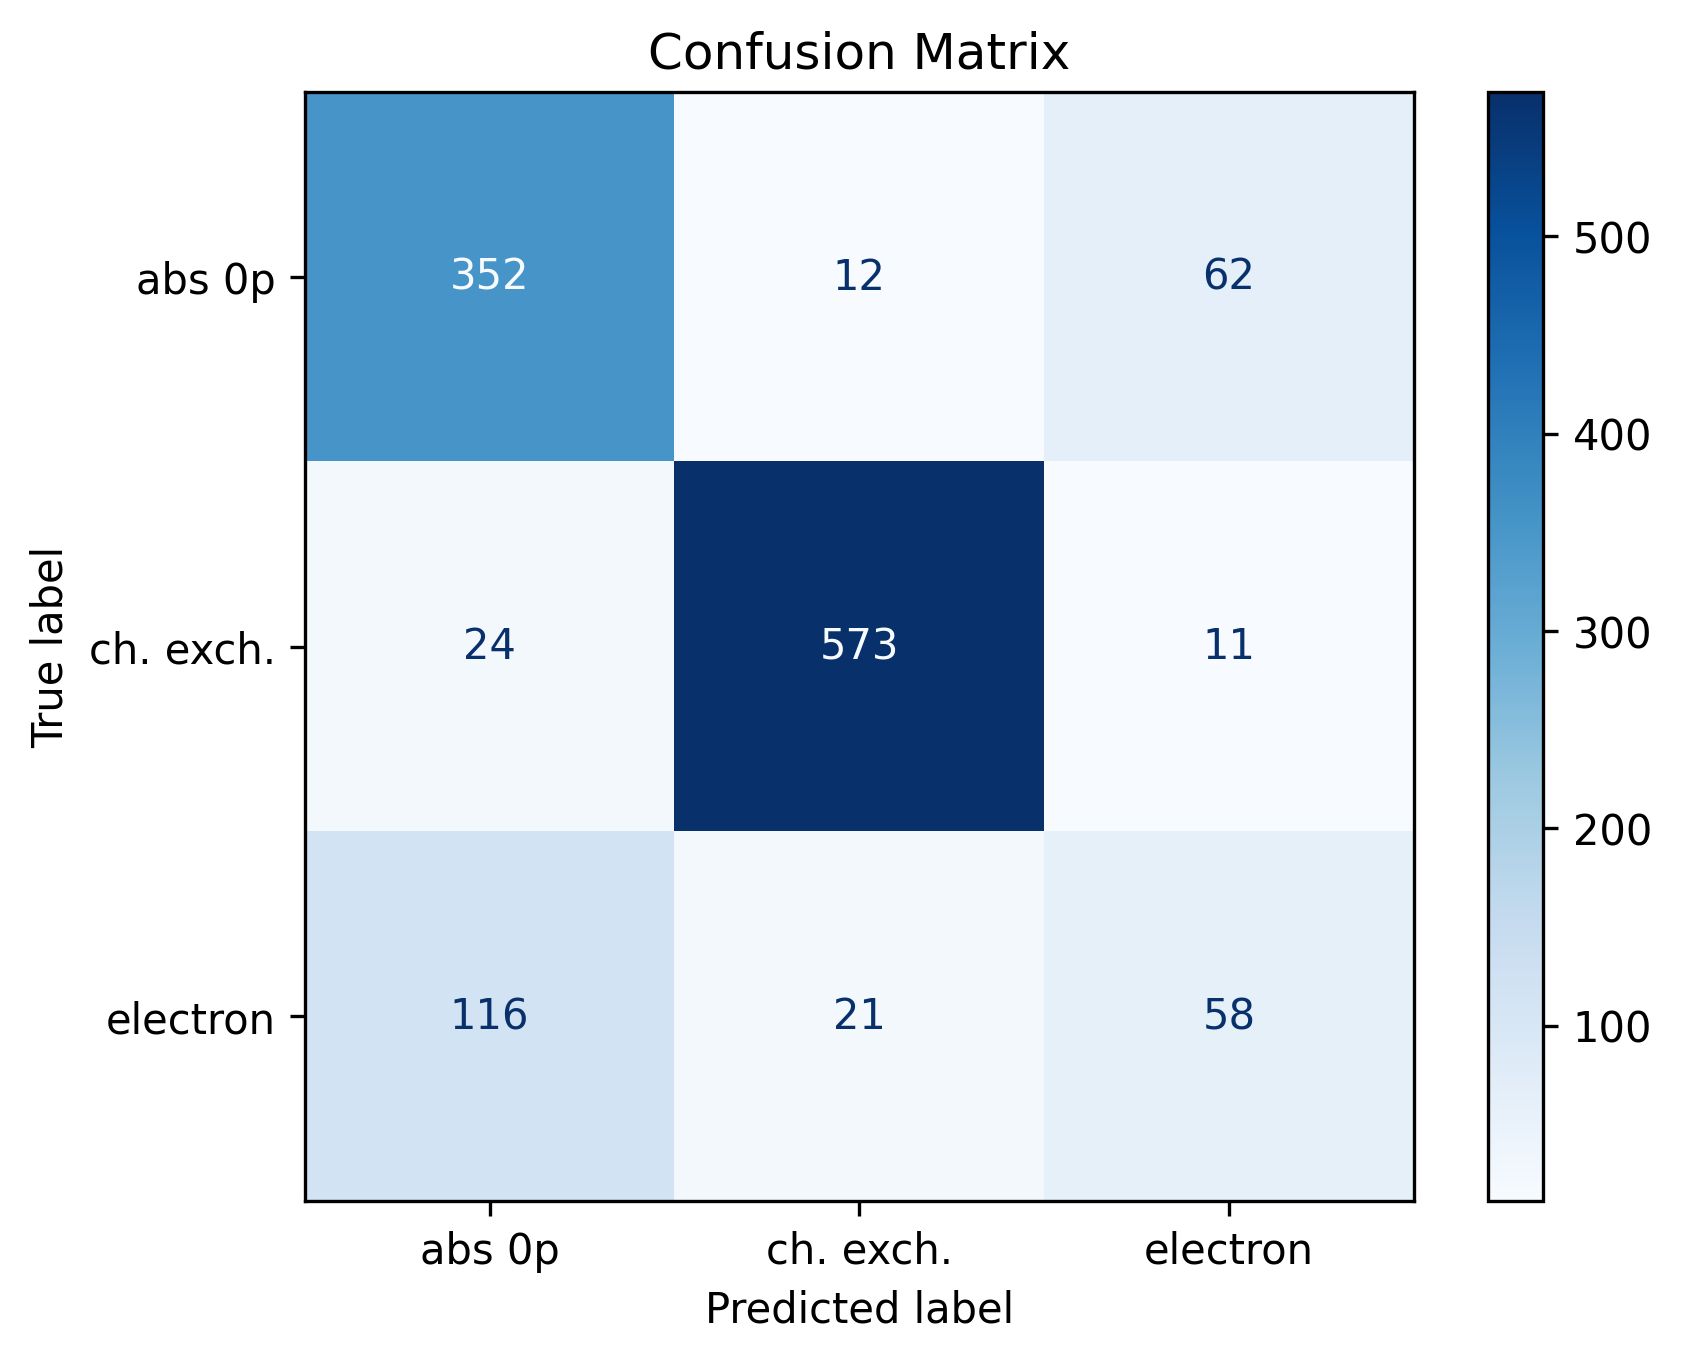 Confusion Matrix
abs 0p
352
12
62
ch. exch.
24
573
11
electron
116
21
58
abs 0p
ch. exch.
electron
Predicted label
True label
500
400
300
200
100